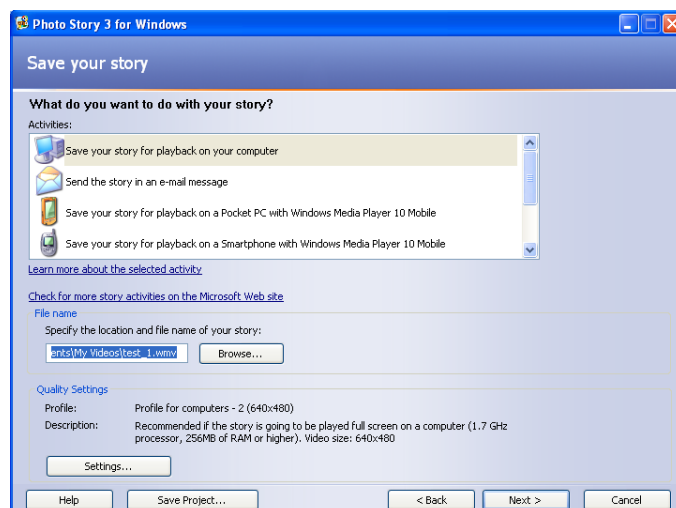 Photo Story 3 for Windows
Save your story
What do you want to do with your story?
Activities:
Save your story for playback on your computer
Send the story in an e-mail message
Save your story for playback on a Pocket PC with Windows Media Player 10 Mobile
Save your story for playback on a Smartphone with Windows Media Player 10 Mobile
Learn more about the selected activity
Check for more story activities on the Microsoft Web site
File name
Specify the location and file name of your story:
ents\My Videos\test_1.wmv Browse...
Quality Settings
Profile: Profile for computers - 2 (640x480)
Description: Recommended if the story is going to be played full screen on a computer (1.7 GHz
processor, 256MB of RAM or higher). Video size: 640x480
Settings...
Help Save Project... < Back Next > Cancel